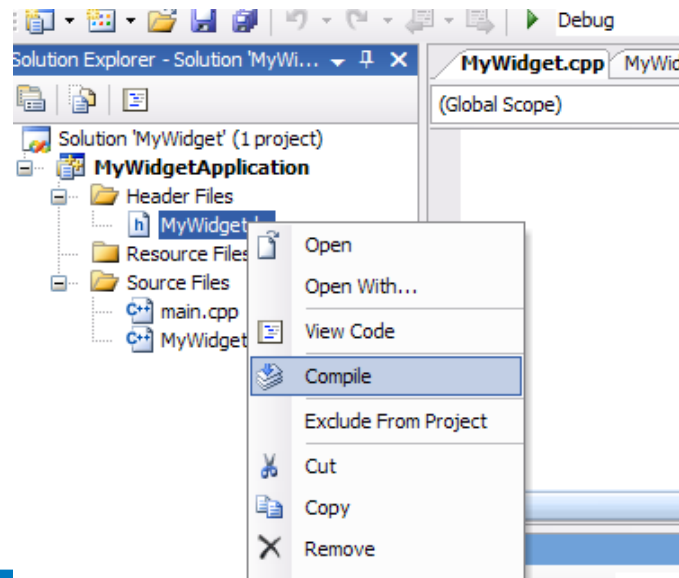 Debug
Solution Explorer - Solution 'MyWi...
MyWidget.cpp MyWid
(Global Scope)
Solution 'MyWidget' (1 project)
MyWidgetApplication
Header Files
h MyWidget
Resource Files
Source Files
C++ main.cpp
C++ MyWidget
Open
Open With...
View Code
Compile
Exclude From Project
Cut
Copy
Remove